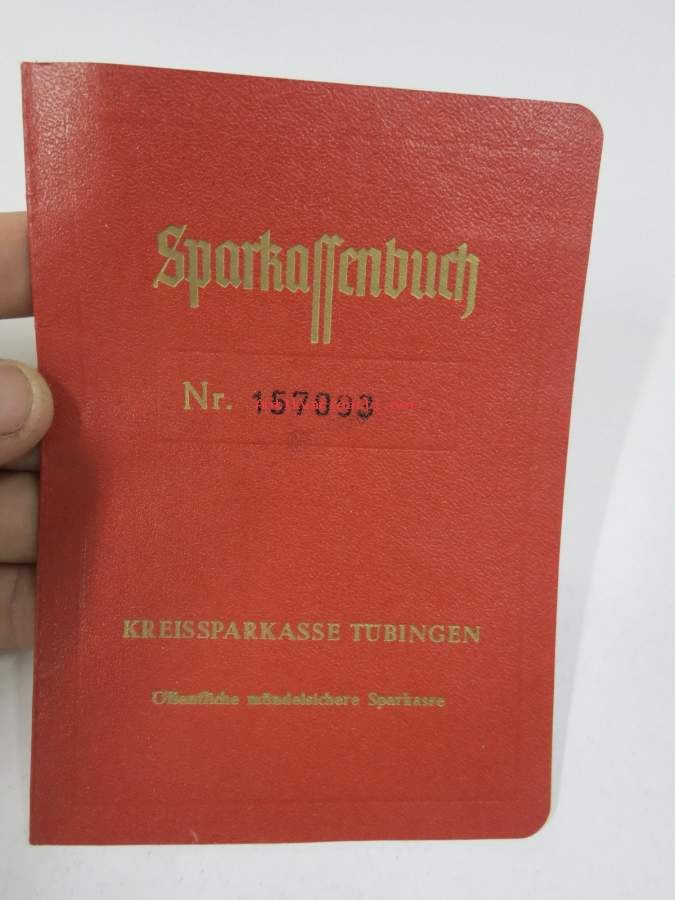 Sparkassenbuch
Nr. 157093
KREISSPARKASSE TÜBINGEN
Öffentliche mündelsichere Sparkasse